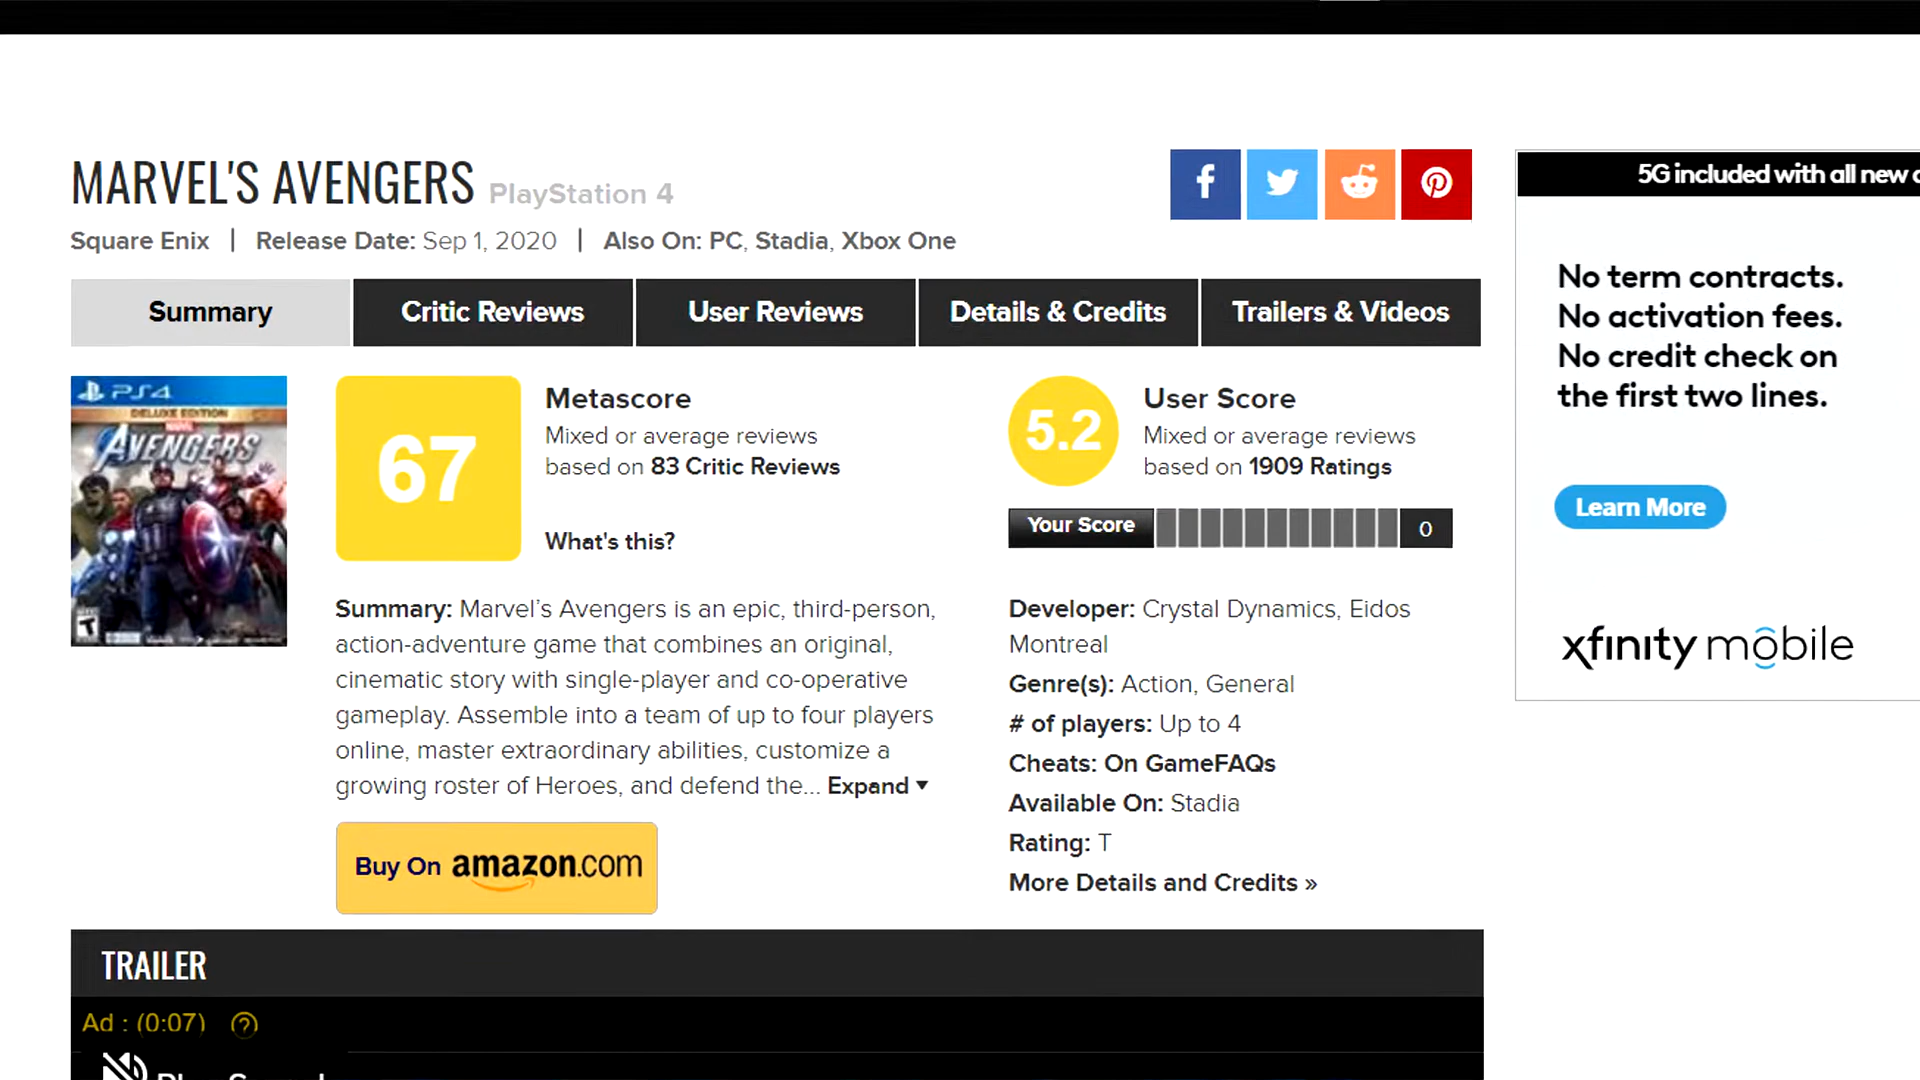 MARVEL'S AVENGERS PlayStation 4
Square Enix | Release Date: Sep 1, 2020 | Also On: PC, Stadia, Xbox One
Summary
Critic Reviews
User Reviews
Details & Credits
Trailers & Videos
PS4
DELUXE EDITION
MARVEL
AVENGERS
T
67
Metascore
Mixed or average reviews
based on 83 Critic Reviews
What's this?
5.2
User Score
Mixed or average reviews
based on 1909 Ratings
Your Score
0
Summary: Marvel’s Avengers is an epic, third-person,
action-adventure game that combines an original,
cinematic story with single-player and co-operative
gameplay. Assemble into a team of up to four players
online, master extraordinary abilities, customize a
growing roster of Heroes, and defend the... Expand
Buy On amazon.com
Developer: Crystal Dynamics, Eidos
Montreal
Genre(s): Action, General
# of players: Up to 4
Cheats: On GameFAQs
Available On: Stadia
Rating: T
More Details and Credits »
5G included with all new
No term contracts.
No activation fees.
No credit check on
the first two lines.
Learn More
xfinity mobile
TRAILER
Ad : (0:07)